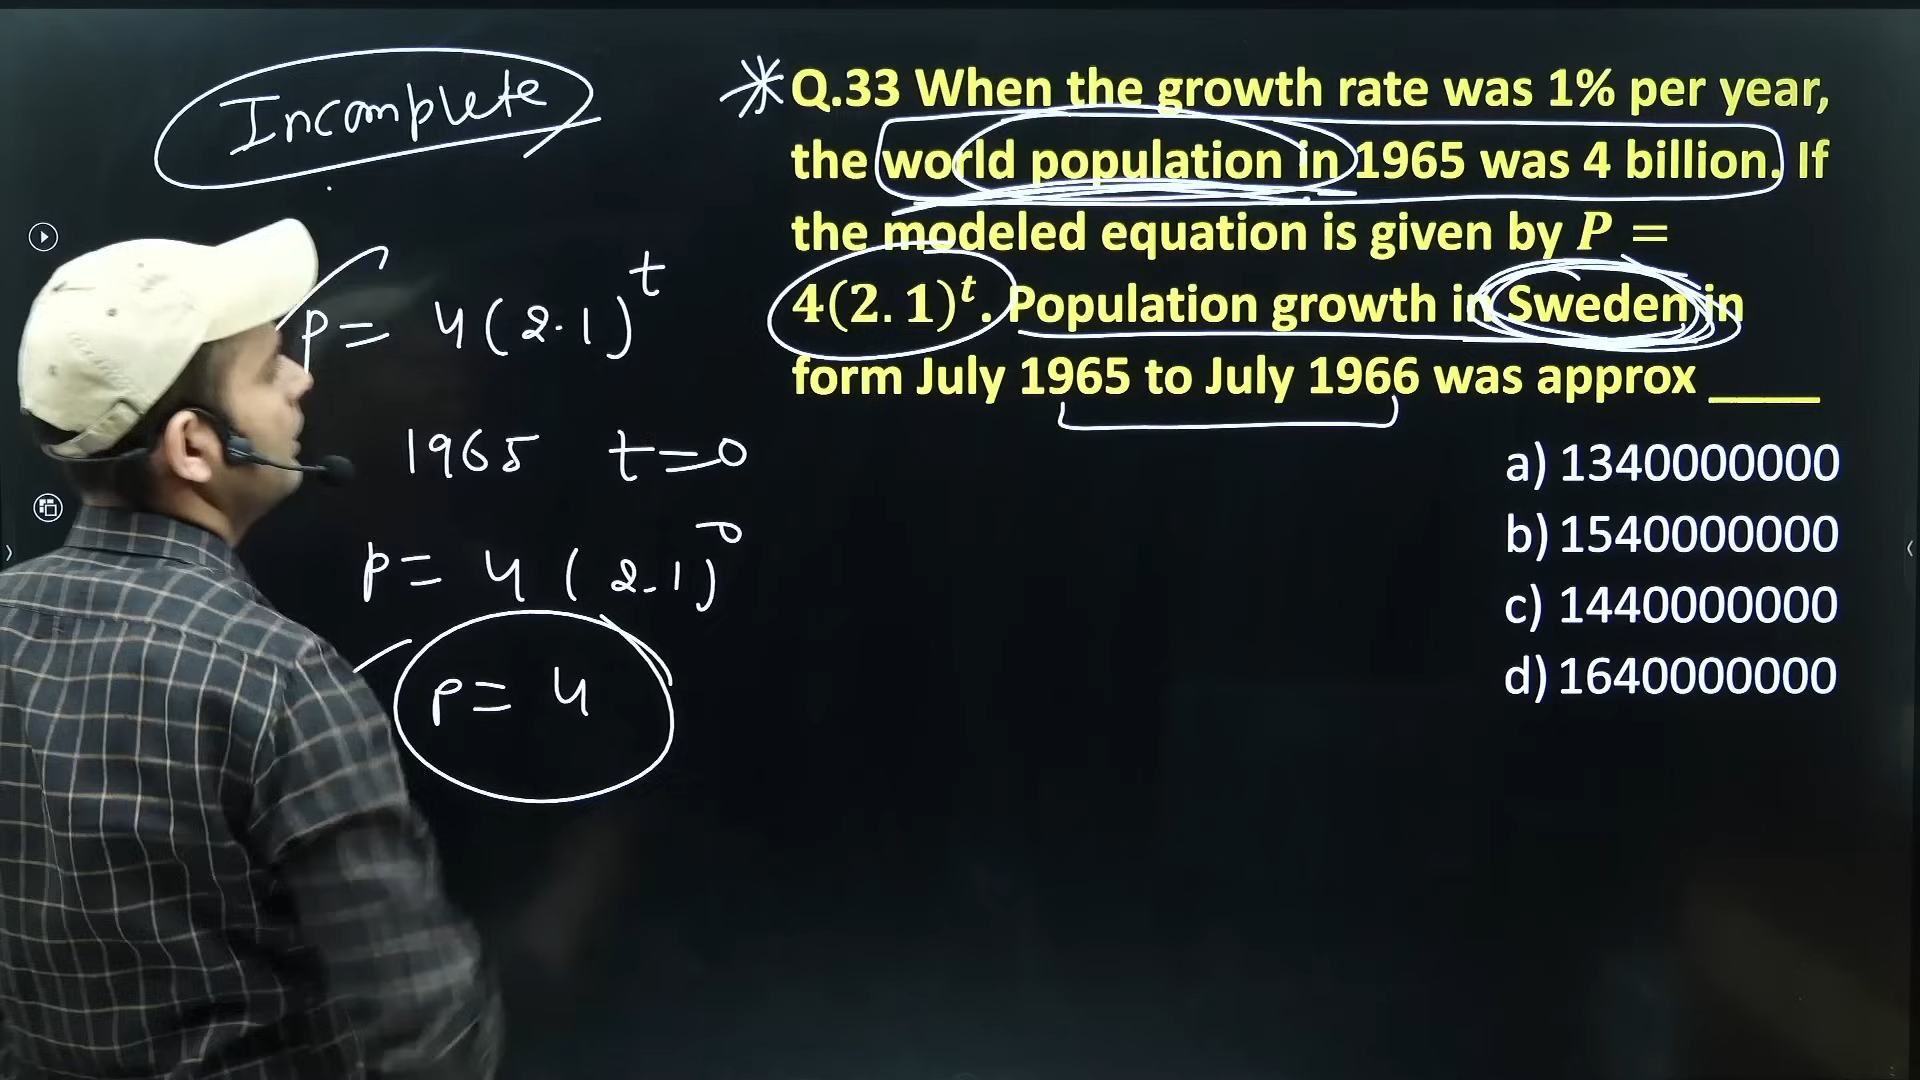 Incomplete
P = 4(2.1)^t
1965 t=0
P = 4(2.1)^0
P = 4
Q.33 When the growth rate was 1% per year,
the world population in 1965 was 4 billion. If
the modeled equation is given by P =
4(2.1)^t. Population growth in Sweden in
form July 1965 to July 1966 was approx ____
a) 1340000000
b) 1540000000
c) 1440000000
d) 1640000000